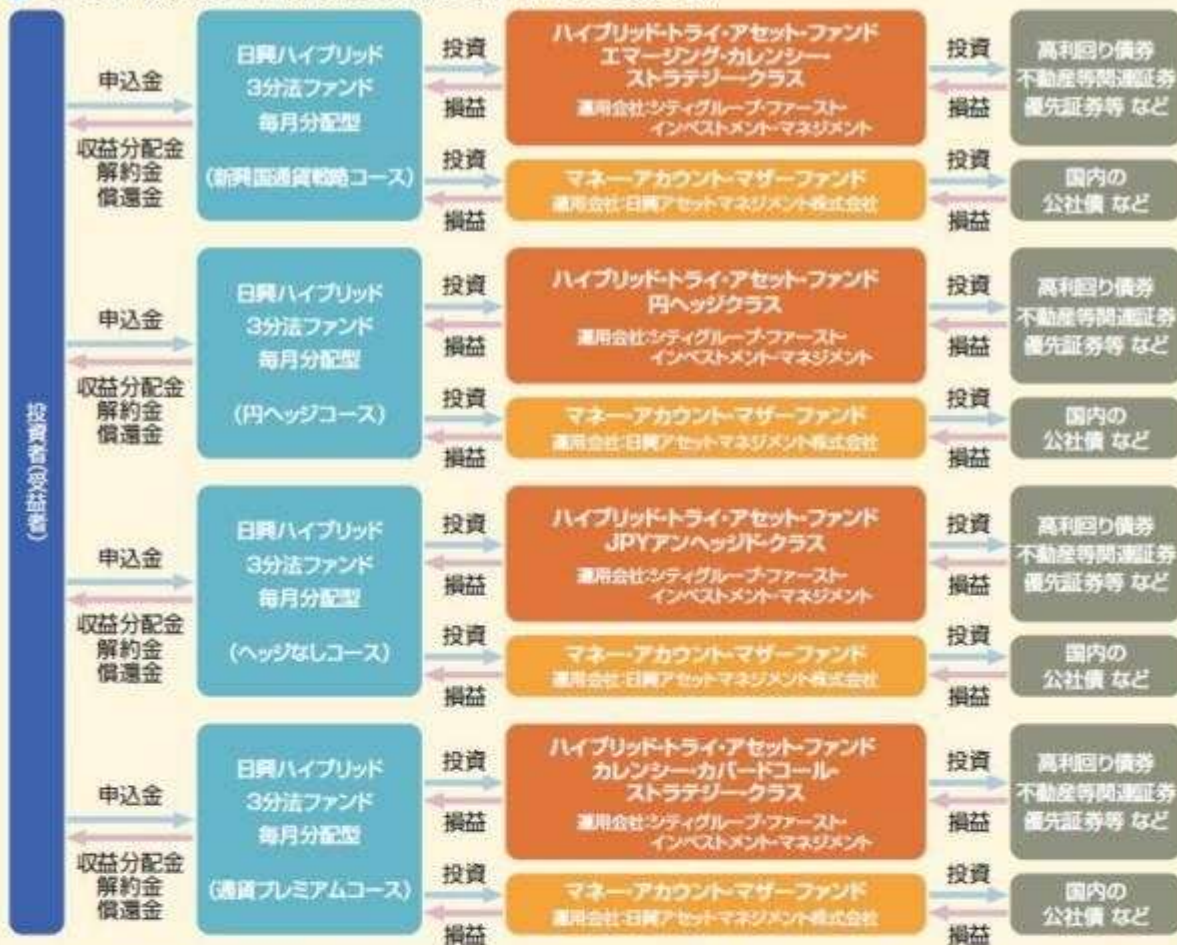 投資者(受益者)
申込金
収益分配金
解約金
償還金
日興ハイブリッド
3分法ファンド
毎月分配型
(新興国通貨戦略コース)
投資
損益
投資
損益
ハイブリッド・トライ・アセット・ファンド
エマージング・カレンシー・
ストラテジー・クラス
運用会社:シティグループ・ファースト・
インベストメント・マネジメント
マネー・アカウント・マザーファンド
運用会社:日興アセットマネジメント株式会社
投資
損益
投資
損益
高利回り債券
不動産等関連証券
優先証券等 など
国内の
公社債 など
申込金
収益分配金
解約金
償還金
日興ハイブリッド
3分法ファンド
毎月分配型
(円ヘッジコース)
投資
損益
投資
損益
ハイブリッド・トライ・アセット・ファンド
円ヘッジクラス
運用会社:シティグループ・ファースト・
インベストメント・マネジメント
マネー・アカウント・マザーファンド
運用会社:日興アセットマネジメント株式会社
投資
損益
投資
損益
高利回り債券
不動産等関連証券
優先証券等 など
国内の
公社債 など
申込金
収益分配金
解約金
償還金
日興ハイブリッド
3分法ファンド
毎月分配型
(ヘッジなしコース)
投資
損益
投資
損益
ハイブリッド・トライ・アセット・ファンド
JPYアンヘッジド・クラス
運用会社:シティグループ・ファースト・
インベストメント・マネジメント
マネー・アカウント・マザーファンド
運用会社:日興アセットマネジメント株式会社
投資
損益
投資
損益
高利回り債券
不動産等関連証券
優先証券等 など
国内の
公社債 など
申込金
収益分配金
解約金
償還金
日興ハイブリッド
3分法ファンド
毎月分配型
(通貨プレミアムコース)
投資
損益
投資
損益
ハイブリッド・トライ・アセット・ファンド
カレンシー・カバードコール・
ストラテジー・クラス
運用会社:シティグループ・ファースト・
インベストメント・マネジメント
マネー・アカウント・マザーファンド
運用会社:日興アセットマネジメント株式会社
投資
損益
投資
損益
高利回り債券
不動産等関連証券
優先証券等 など
国内の
公社債 など